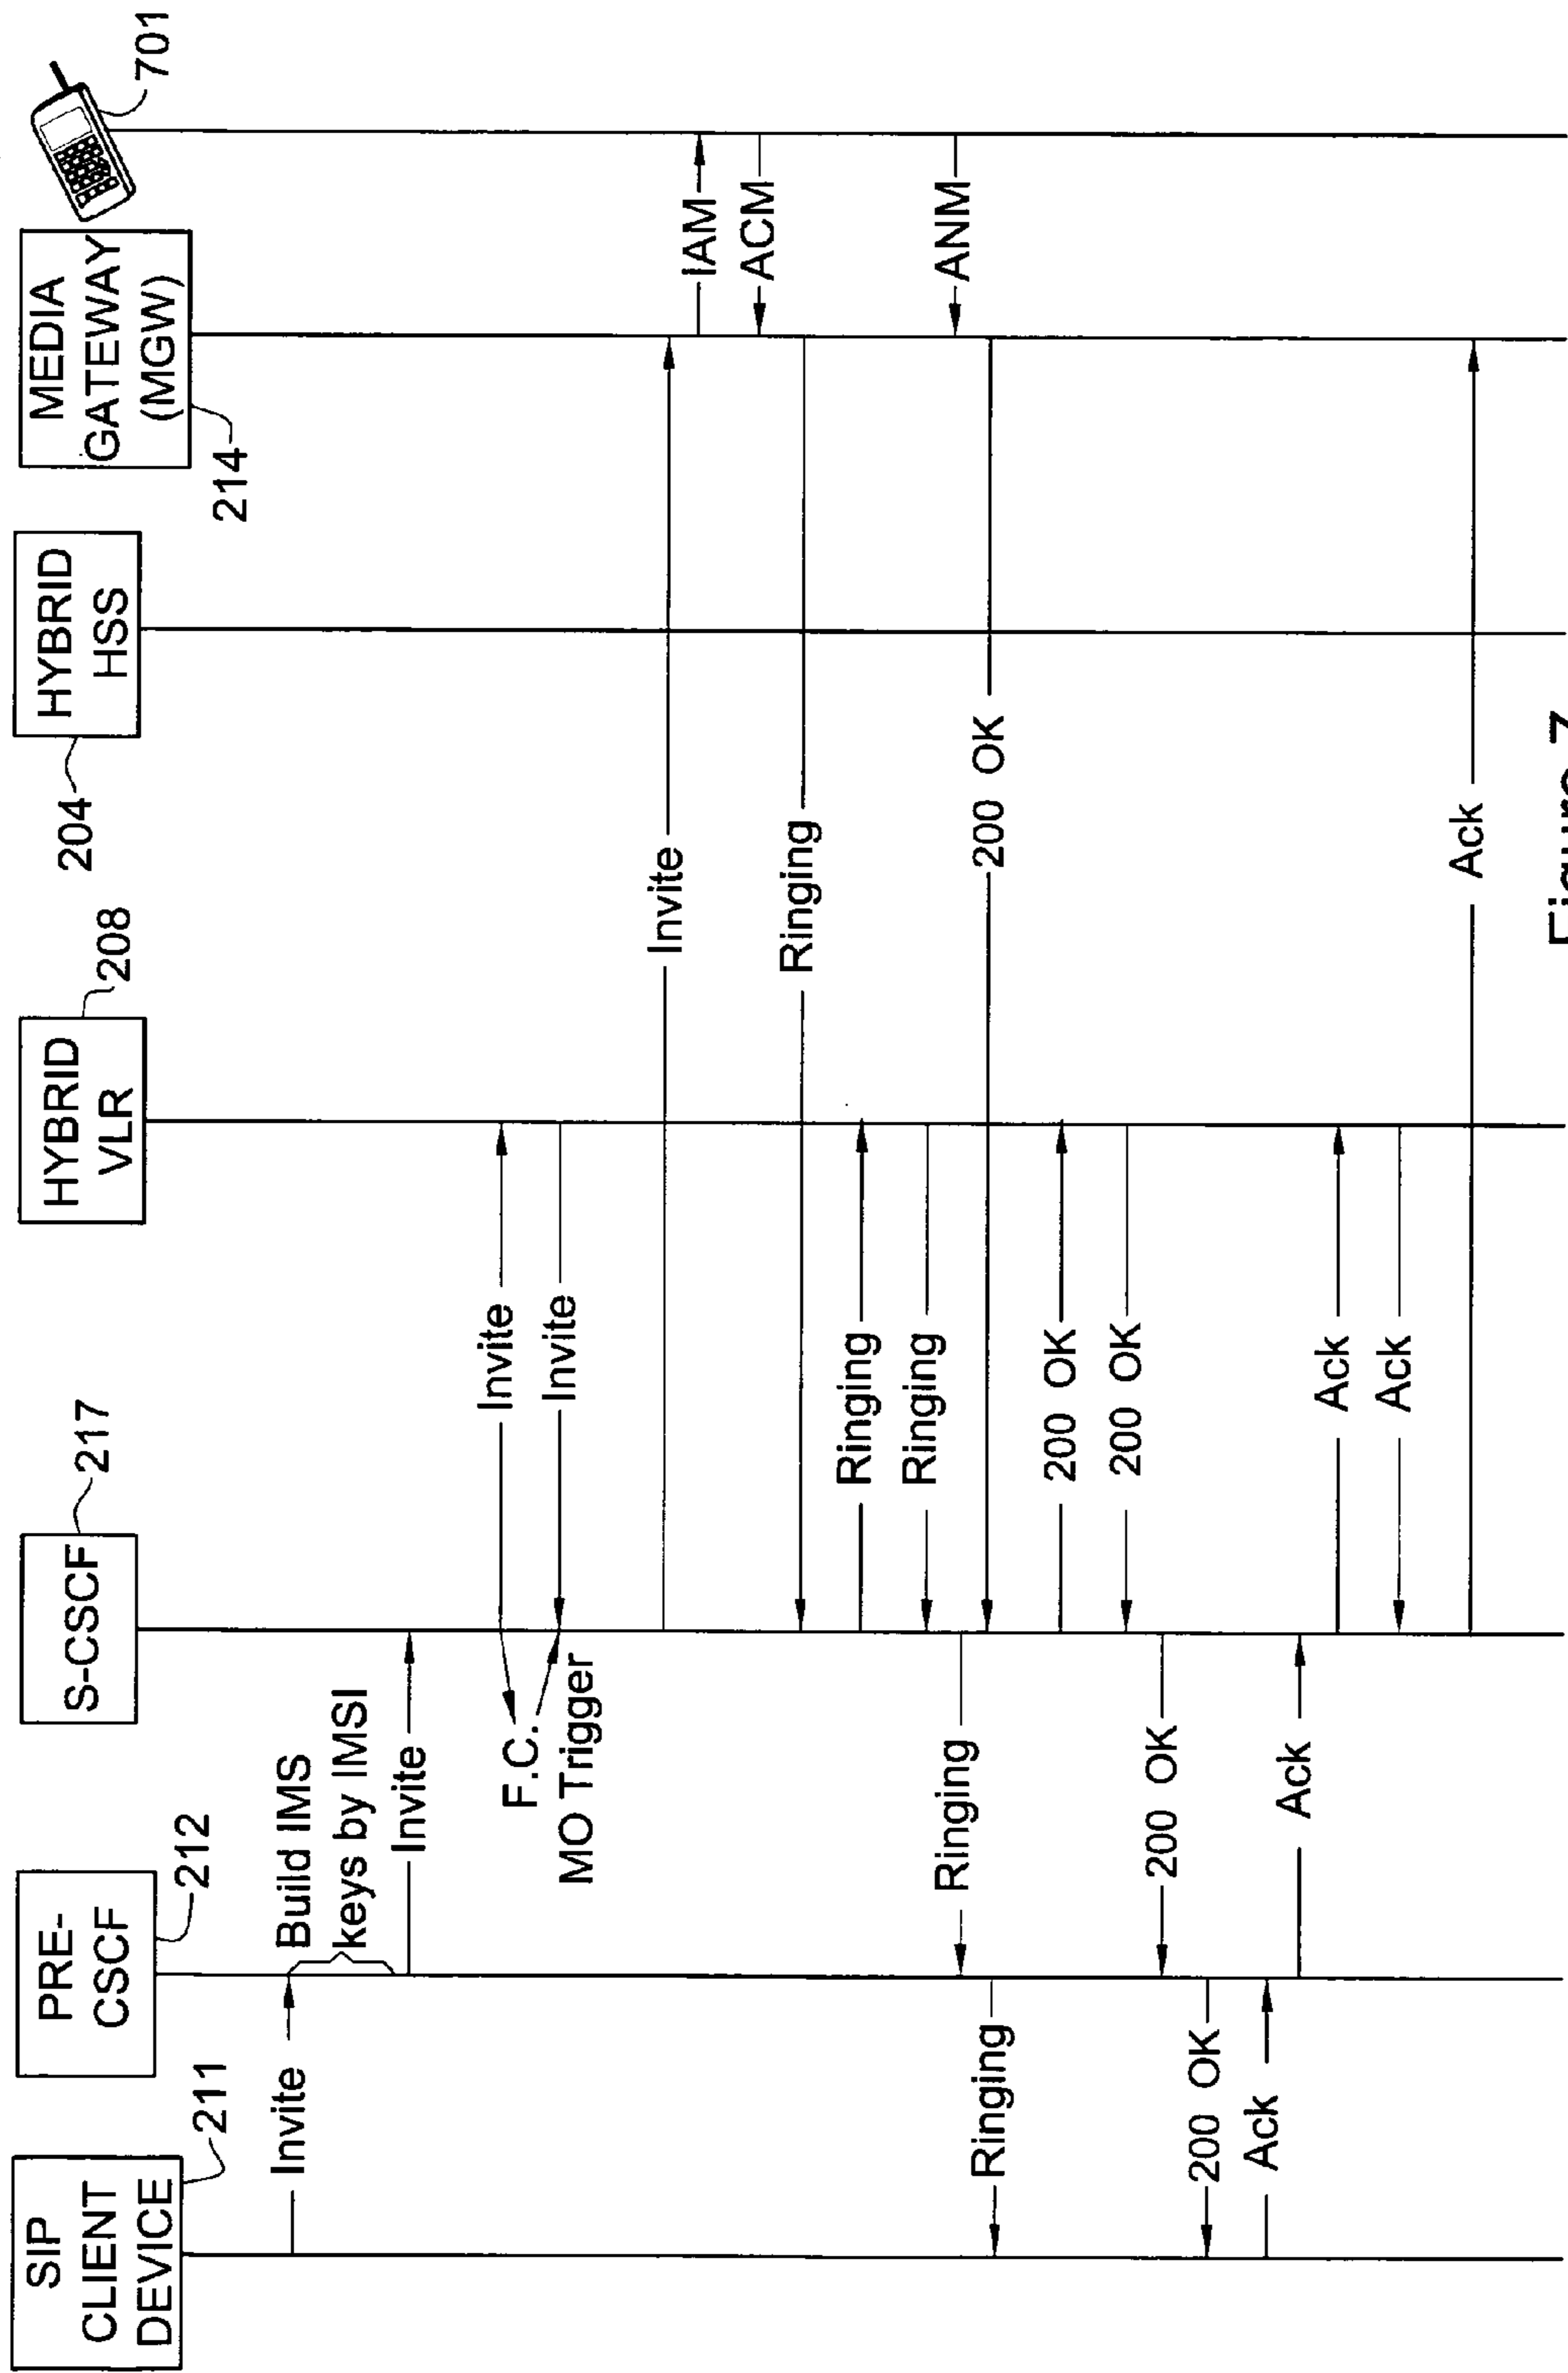 SIP
CLIENT
DEVICE
211
PRE-
CSCF
212
S-CSCF
217
HYBRID
VLR
208
HYBRID
HSS
204
MEDIA
GATEWAY
(MGW)
214
701
Invite
Build IMS
keys by IMSI
Invite
Invite
F.C.
Invite
MO Trigger
Invite
IAM
ACM
Ringing
Ringing
Ringing
Ringing
ANM
Ringing
200 OK
200 OK
200 OK
200 OK
200 OK
Ack
Ack
Ack
Ack
Ack
Figure 7